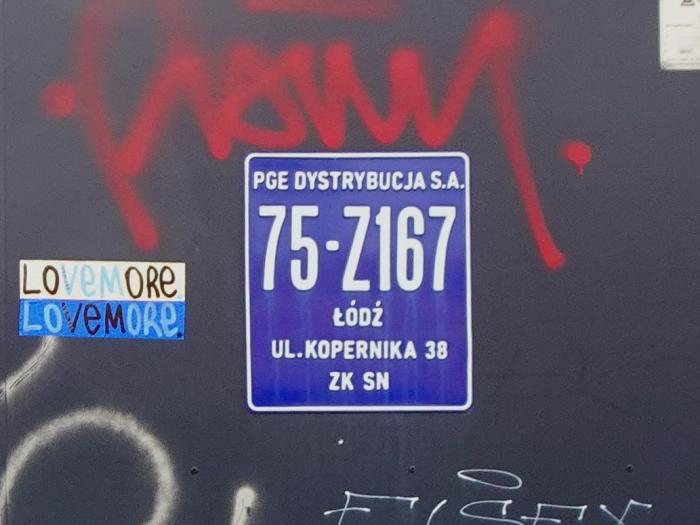 PGE DYSTRYBUCJA S.A.
75-Z167
ŁÓDŹ
UL.KOPERNIKA 38
ZK SN
LOVEMORE.
LOVEMORE.